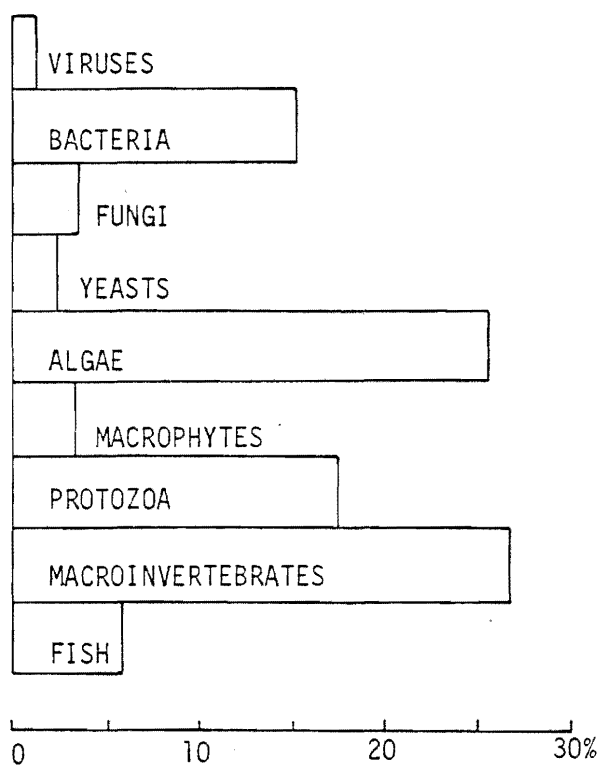 VIRUSES
BACTERIA
FUNGI
YEASTS
ALGAE
MACROPHYTES
PROTOZOA
MACROINVERTEBRATES
FISH
0 10 20 30%